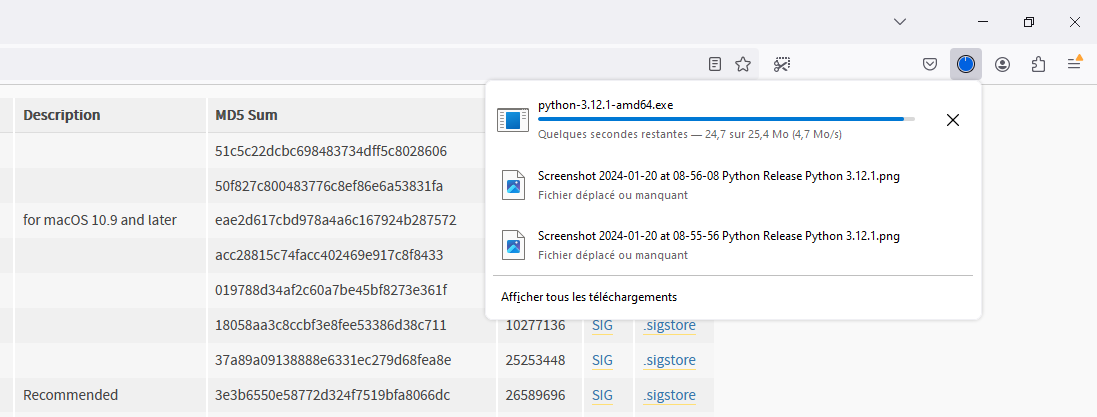 python-3.12.1-amd64.exe
Quelques secondes restantes — 24,7 sur 25,4 Mo (4,7 Mo/s)
Screenshot 2024-01-20 at 08-56-08 Python Release Python 3.12.1.png
Fichier déplacé ou manquant
Screenshot 2024-01-20 at 08-55-56 Python Release Python 3.12.1.png
Fichier déplacé ou manquant
Afficher tous les téléchargements
Description MD5 Sum
51c5c22dcbc698483734dff5c8028606
50f827c800483776c8ef86e6a53831fa
for macOS 10.9 and later eae2d617cbd978a4a6c167924b287572
acc28815c74facc402469e917c8f8433
019788d34af2c60a7be45bf8273e361f
18058aa3c8ccbf3e8fee53386d38c711 10277136 SIG .sigstore
37a89a09138888e6331ec279d68fea8e 25253448 SIG .sigstore
Recommended 3e3b6550e58772d324f7519bfa8066dc 26589696 SIG .sigstore